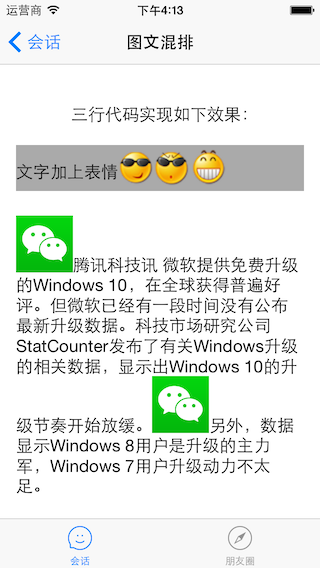 运营商 下午4:13
会话 图文混排
三行代码实现如下效果：
文字加上表情
腾讯科技讯 微软提供免费升级
的Windows 10，在全球获得普遍好
评。但微软已经有一段时间没有公布
最新升级数据。科技市场研究公司
StatCounter发布了有关Windows升级
的相关数据，显示出Windows 10的升
级节奏开始放缓。另外，数据
显示Windows 8用户是升级的主力
军，Windows 7用户升级动力不太
足。
会话 朋友圈